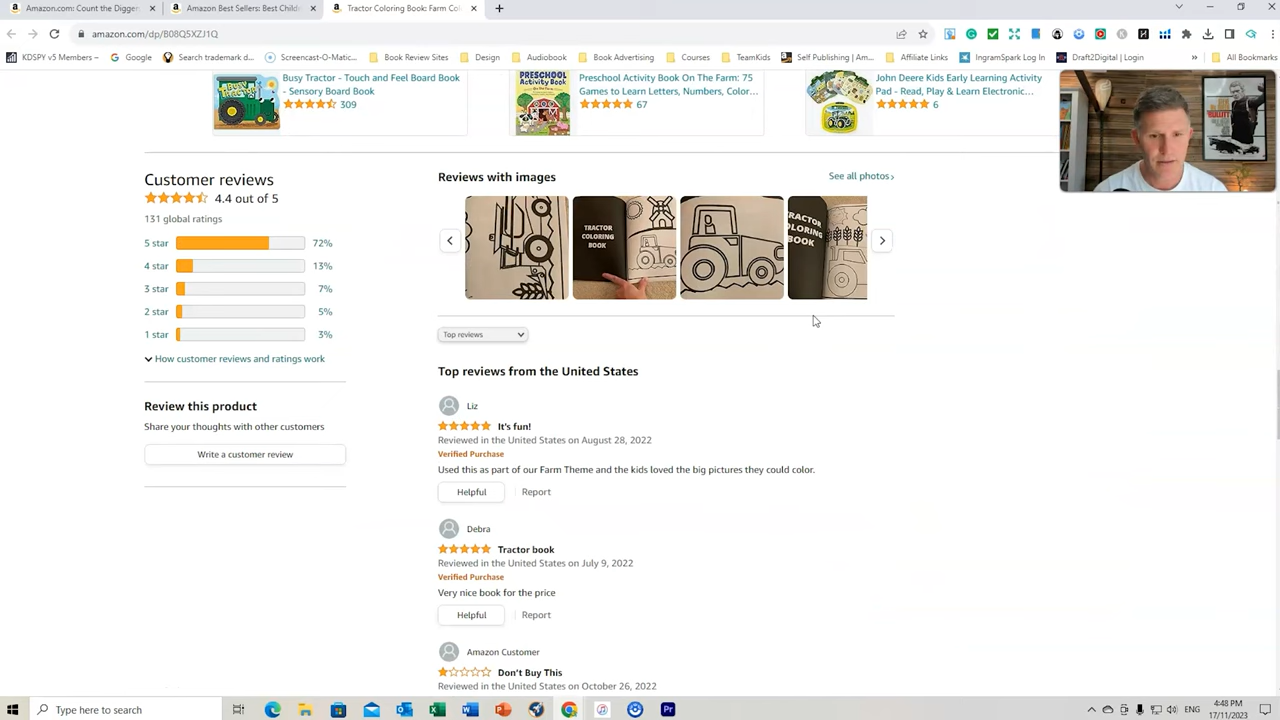 Amazon.com: Count the Digger
Amazon Best Sellers: Best Child
Tractor Coloring Book: Farm Co
amazon.com/dp/B08Q5XZJ1Q
KDSPY v5 Members –
Google
Search trademark d...
Screencast-O-Matic...
Book Review Sites
Design
Audiobook
Book Advertising
Courses
TeamKids
Self Publishing | Am...
Affiliate Links
IngramSpark Log In
Draft2Digital | Login
»
All Bookmarks
Busy Tractor - Touch and Feel Board Book
- Sensory Board Book
309
PRESCHOOL
Activity BOOK
Preschool Activity Book On The Farm: 75
Games to Learn Letters, Numbers, Color...
67
John Deere Kids Early Learning Activity
Pad - Read, Play & Learn Electronic...
6
BULLITT
Customer reviews
4.4 out of 5
131 global ratings
5 star 72%
4 star 13%
3 star 7%
2 star 5%
1 star 3%
How customer reviews and ratings work
Review this product
Share your thoughts with other customers
Write a customer review
Reviews with images
See all photos ›
TRACTOR
COLORING
BOOK
TRACTOR
COLORING
BOOK
Top reviews
Top reviews from the United States
Liz
It's fun!
Reviewed in the United States on August 28, 2022
Verified Purchase
Used this as part of our Farm Theme and the kids loved the big pictures they could color.
Helpful
Report
Debra
Tractor book
Reviewed in the United States on July 9, 2022
Verified Purchase
Very nice book for the price
Helpful
Report
Amazon Customer
Don't Buy This
Reviewed in the United States on October 26, 2022
Type here to search
ENG
4:48 PM
17/11/2023